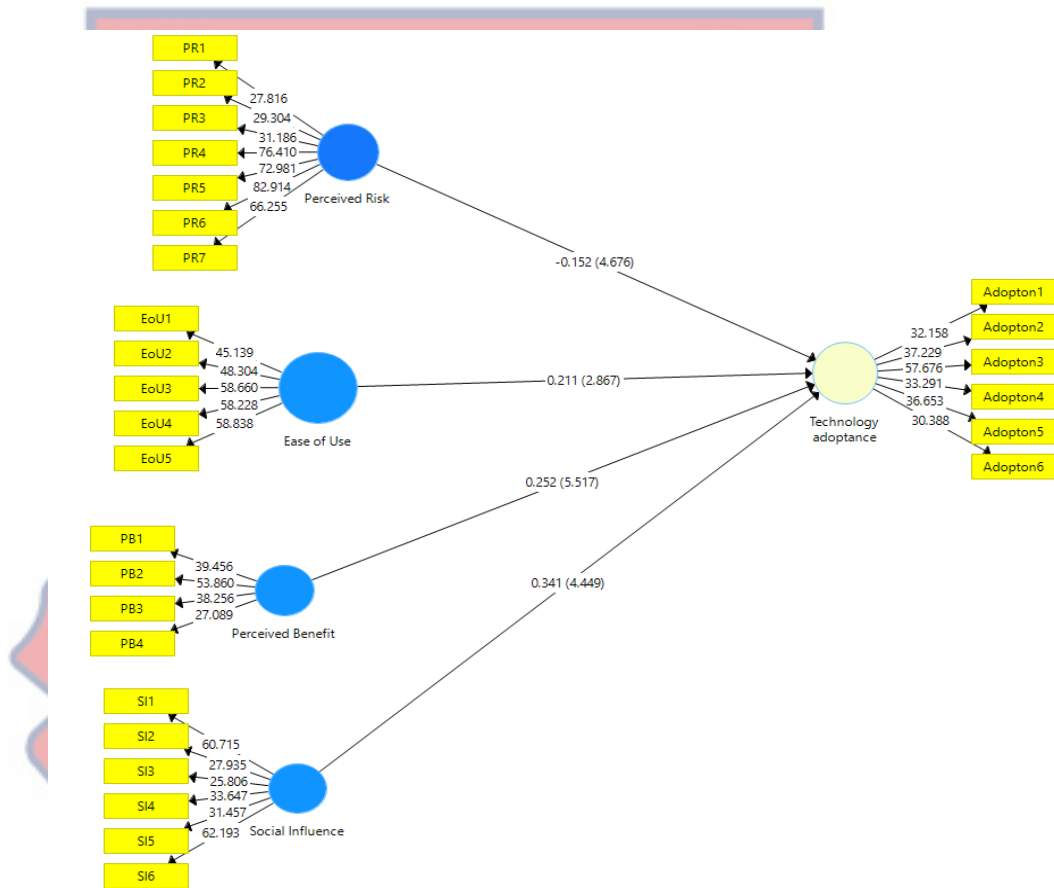 PR1
PR2
PR3
PR4
PR5
PR6
PR7
27.816
29.304
31.186
76.410
72.981
82.914
66.255
Perceived Risk
-0.152 (4.676)
EoU1
EoU2
EoU3
EoU4
EoU5
45.139
48.304
58.660
58.228
58.838
Ease of Use
0.211 (2.867)
PB1
PB2
PB3
PB4
39.456
53.860
38.256
27.089
Perceived Benefit
0.252 (5.517)
SI1
SI2
SI3
SI4
SI5
SI6
60.715
27.935
25.806
33.647
31.457
62.193
Social Influence
0.341 (4.449)
Technology
adoptance
32.158
37.229
57.676
33.291
36.653
30.388
Adopton1
Adopton2
Adopton3
Adopton4
Adopton5
Adopton6